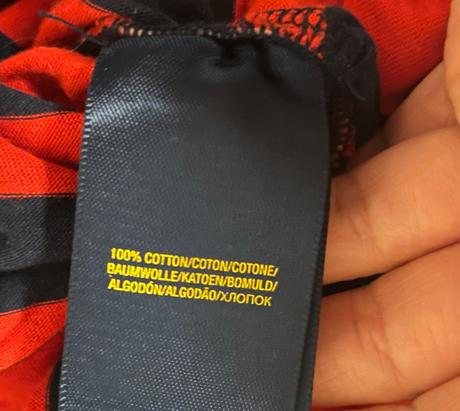 100% COTTON/COTON/COTONE/
BAUMWOLLE/KATOEN/BOMULD/
ALGODÓN/ALGODÃO/ХЛОПОК